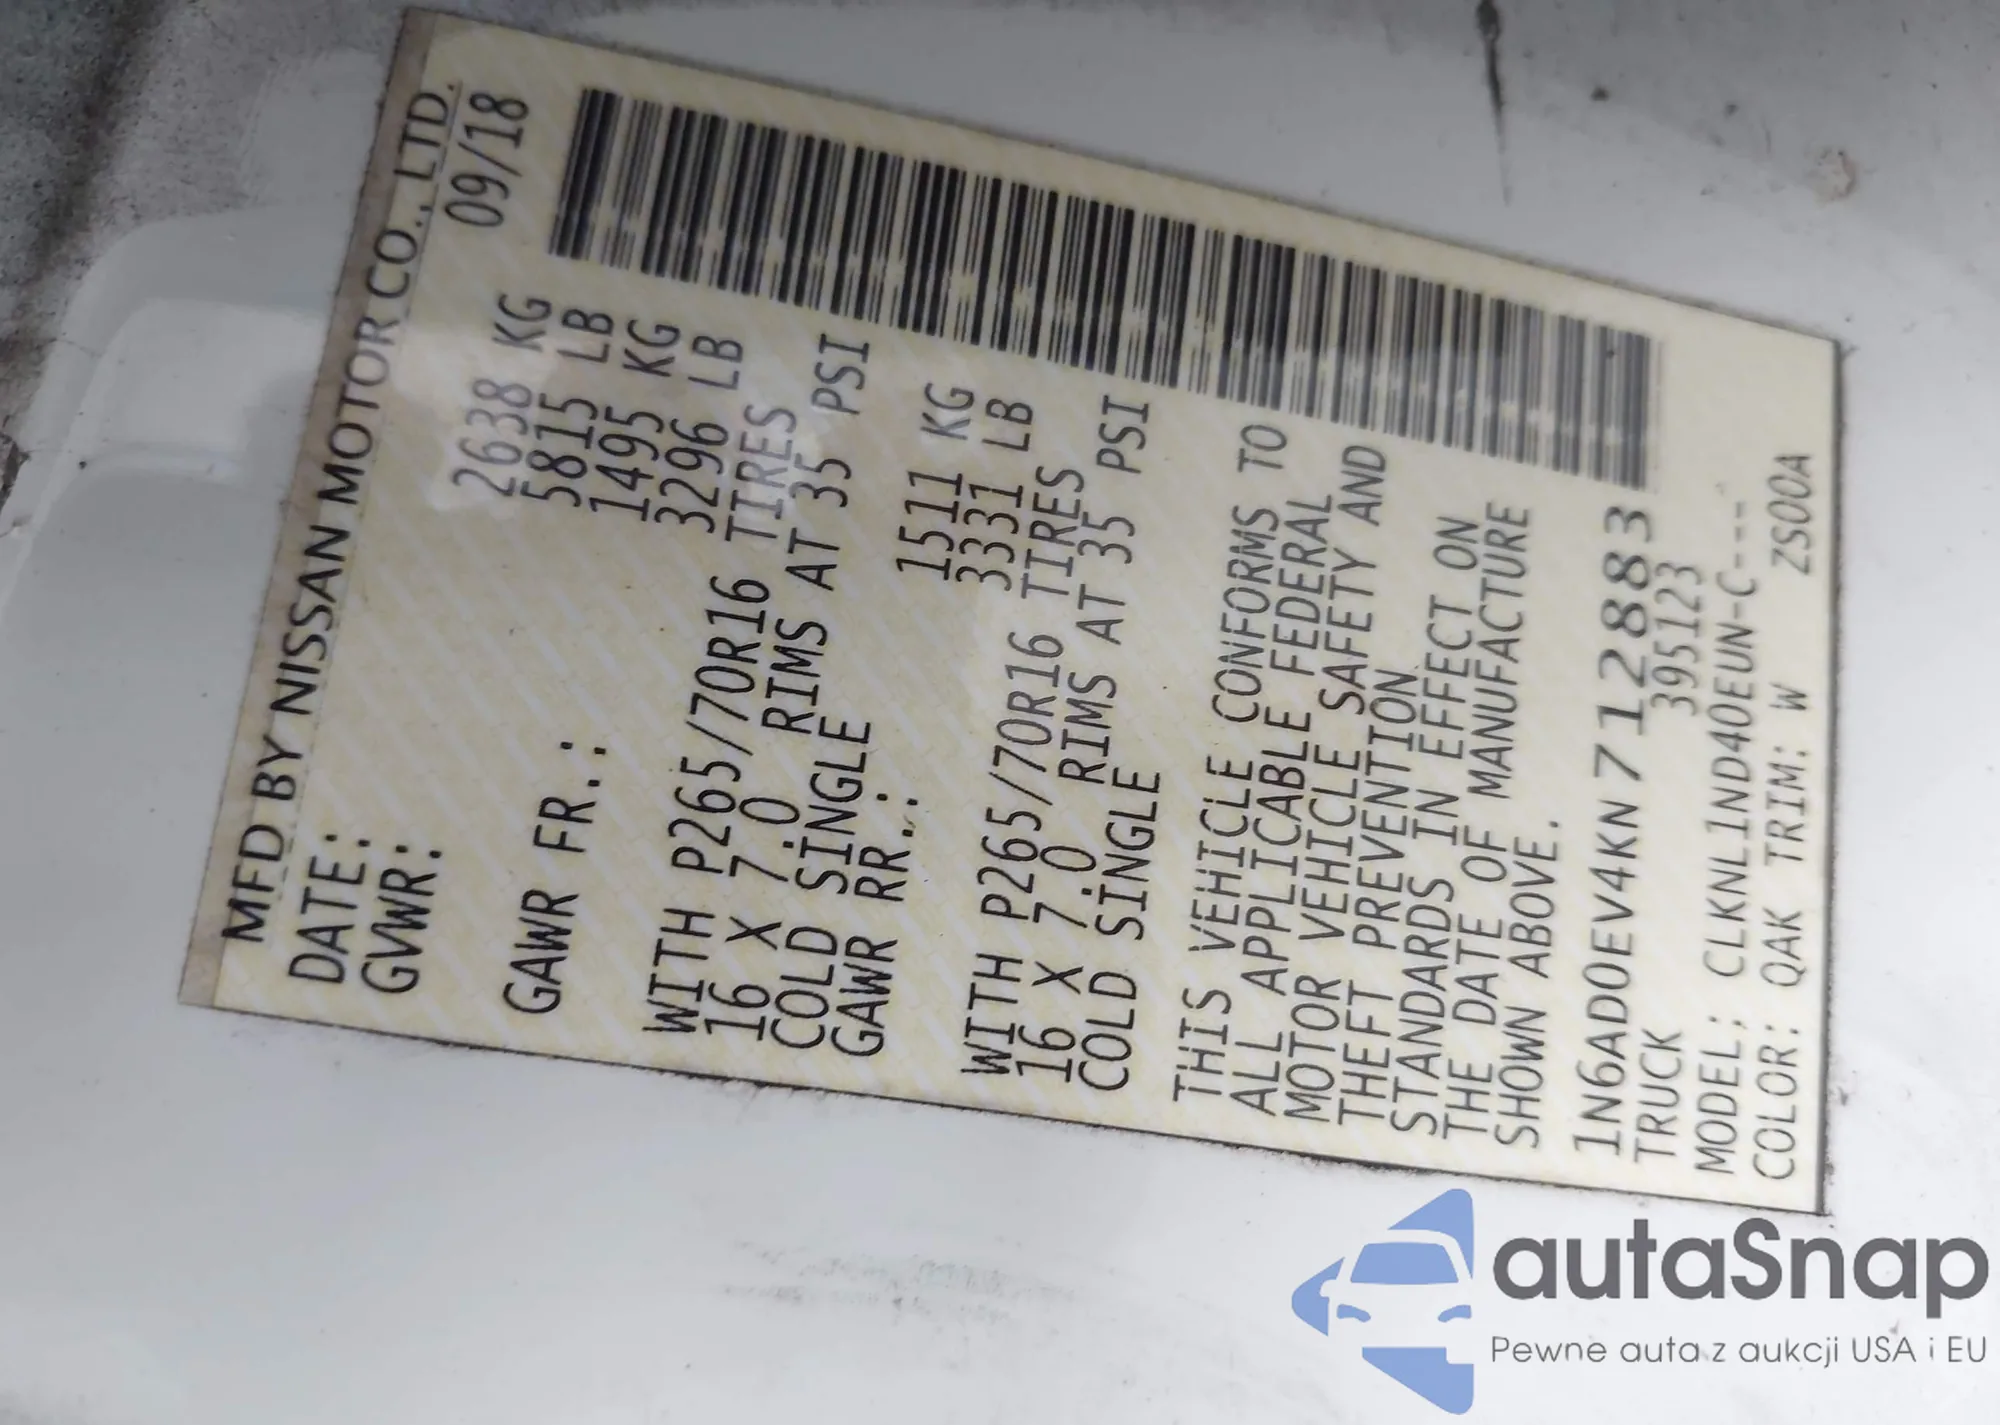 MFD BY NISSAN MOTOR CO., LTD.
DATE: 09/18
GVWR: 2638 KG
5815 LB
GAWR FR.: 1495 KG
3296 LB
WITH P265/70R16 TIRES
16 X 7.0 RIMS AT 35 PSI
COLD SINGLE
GAWR RR.: 1511 KG
3331 LB
WITH P265/70R16 TIRES
16 X 7.0 RIMS AT 35 PSI
COLD SINGLE
THIS VEHICLE CONFORMS TO
ALL APPLICABLE FEDERAL
MOTOR VEHICLE SAFETY AND
THEFT PREVENTION
STANDARDS IN EFFECT ON
THE DATE OF MANUFACTURE
SHOWN ABOVE.
1N6AD0EV4KN712883
TRUCK 395123
MODEL: CLKNL1ND40EUN-C----
COLOR: QAK TRIM: W ZS00A
autaSnap
Pewne auta z aukcji USA i EU